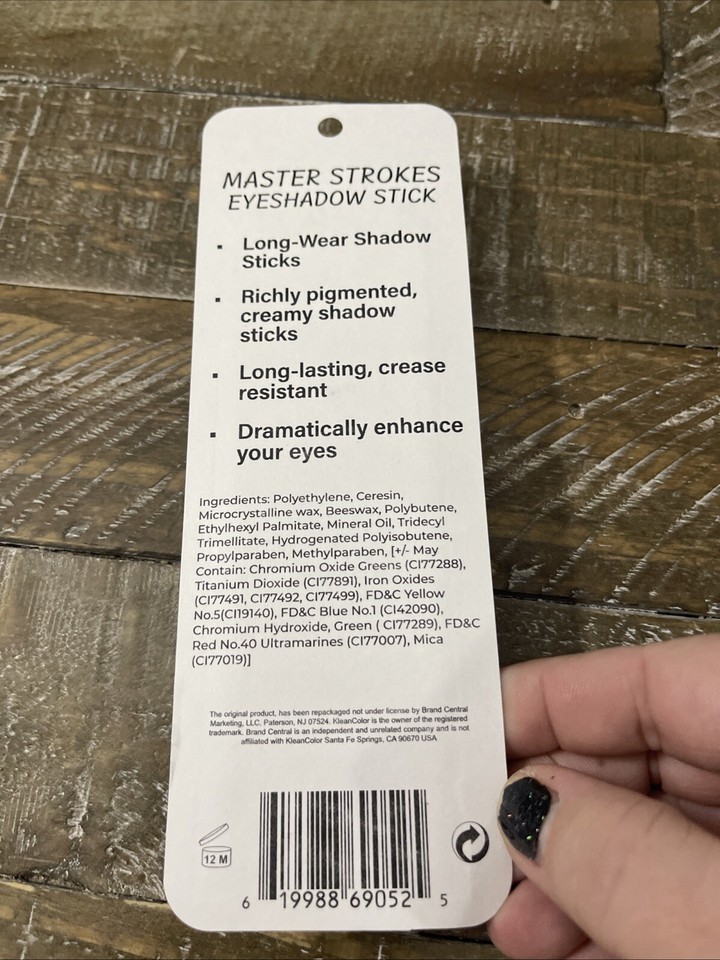 MASTER STROKES
EYESHADOW STICK
▪ Long-Wear Shadow
Sticks
▪ Richly pigmented,
creamy shadow
sticks
▪ Long-lasting, crease
resistant
▪ Dramatically enhance
your eyes
Ingredients: Polyethylene, Ceresin,
Microcrystalline wax, Beeswax, Polybutene,
Ethylhexyl Palmitate, Mineral Oil, Tridecyl
Trimellitate, Hydrogenated Polyisobutene,
Propylparaben, Methylparaben, [+/- May
Contain: Chromium Oxide Greens (CI77288),
Titanium Dioxide (CI77891), Iron Oxides
(CI77491, CI77492, CI77499), FD&C Yellow
No.5(CI19140), FD&C Blue No.1 (CI42090),
Chromium Hydroxide, Green ( CI77289), FD&C
Red No.40 Ultramarines (CI77007), Mica
(CI77019)]
The original product, has been repackaged not under license by Brand Central
Marketing, LLC, Paterson, NJ 07524. KleanColor is the owner of the registered
trademark. Brand Central is an independent and unrelated company and is not
affiliated with KleanColor Santa Fe Springs, CA 90670 USA
12 M
6 19988 69052 5